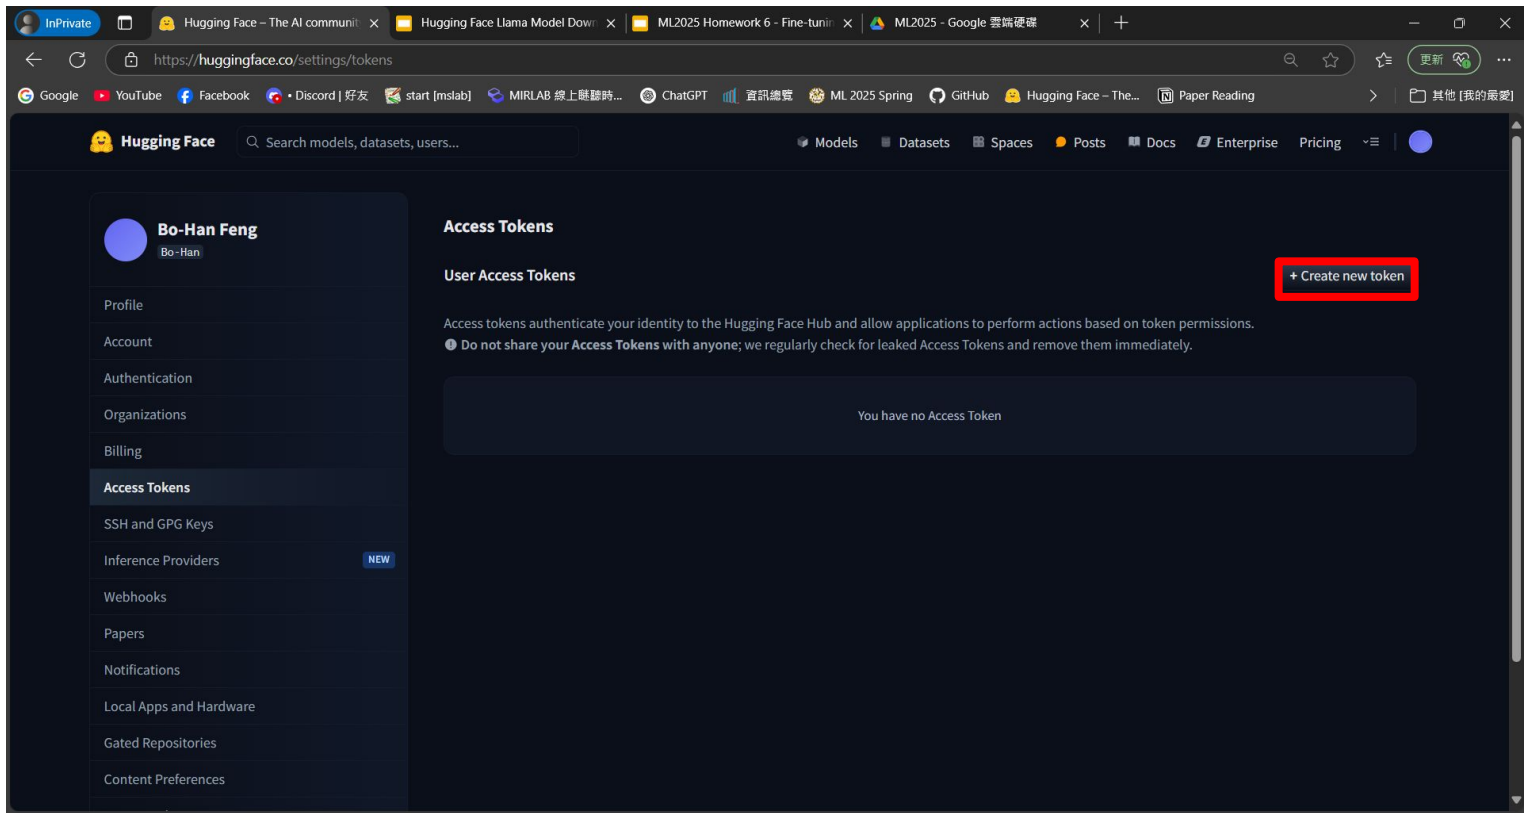 InPrivate
Hugging Face – The AI communit
Hugging Face Llama Model Down
ML2025 Homework 6 - Fine-tunin
ML2025 - Google 雲端硬碟
https://huggingface.co/settings/tokens
更新
Google
YouTube
Facebook
• Discord | 好友
start [mslab]
MIRLAB 線上瞇聽時...
ChatGPT
資訊總覽
ML 2025 Spring
GitHub
Hugging Face – The...
Paper Reading
其他 [我的最愛]
Hugging Face
Search models, datasets, users...
Models
Datasets
Spaces
Posts
Docs
Enterprise
Pricing
Bo-Han Feng
Bo-Han
Profile
Account
Authentication
Organizations
Billing
Access Tokens
SSH and GPG Keys
Inference Providers
NEW
Webhooks
Papers
Notifications
Local Apps and Hardware
Gated Repositories
Content Preferences
Access Tokens
User Access Tokens
+ Create new token
Access tokens authenticate your identity to the Hugging Face Hub and allow applications to perform actions based on token permissions.
Do not share your Access Tokens with anyone; we regularly check for leaked Access Tokens and remove them immediately.
You have no Access Token